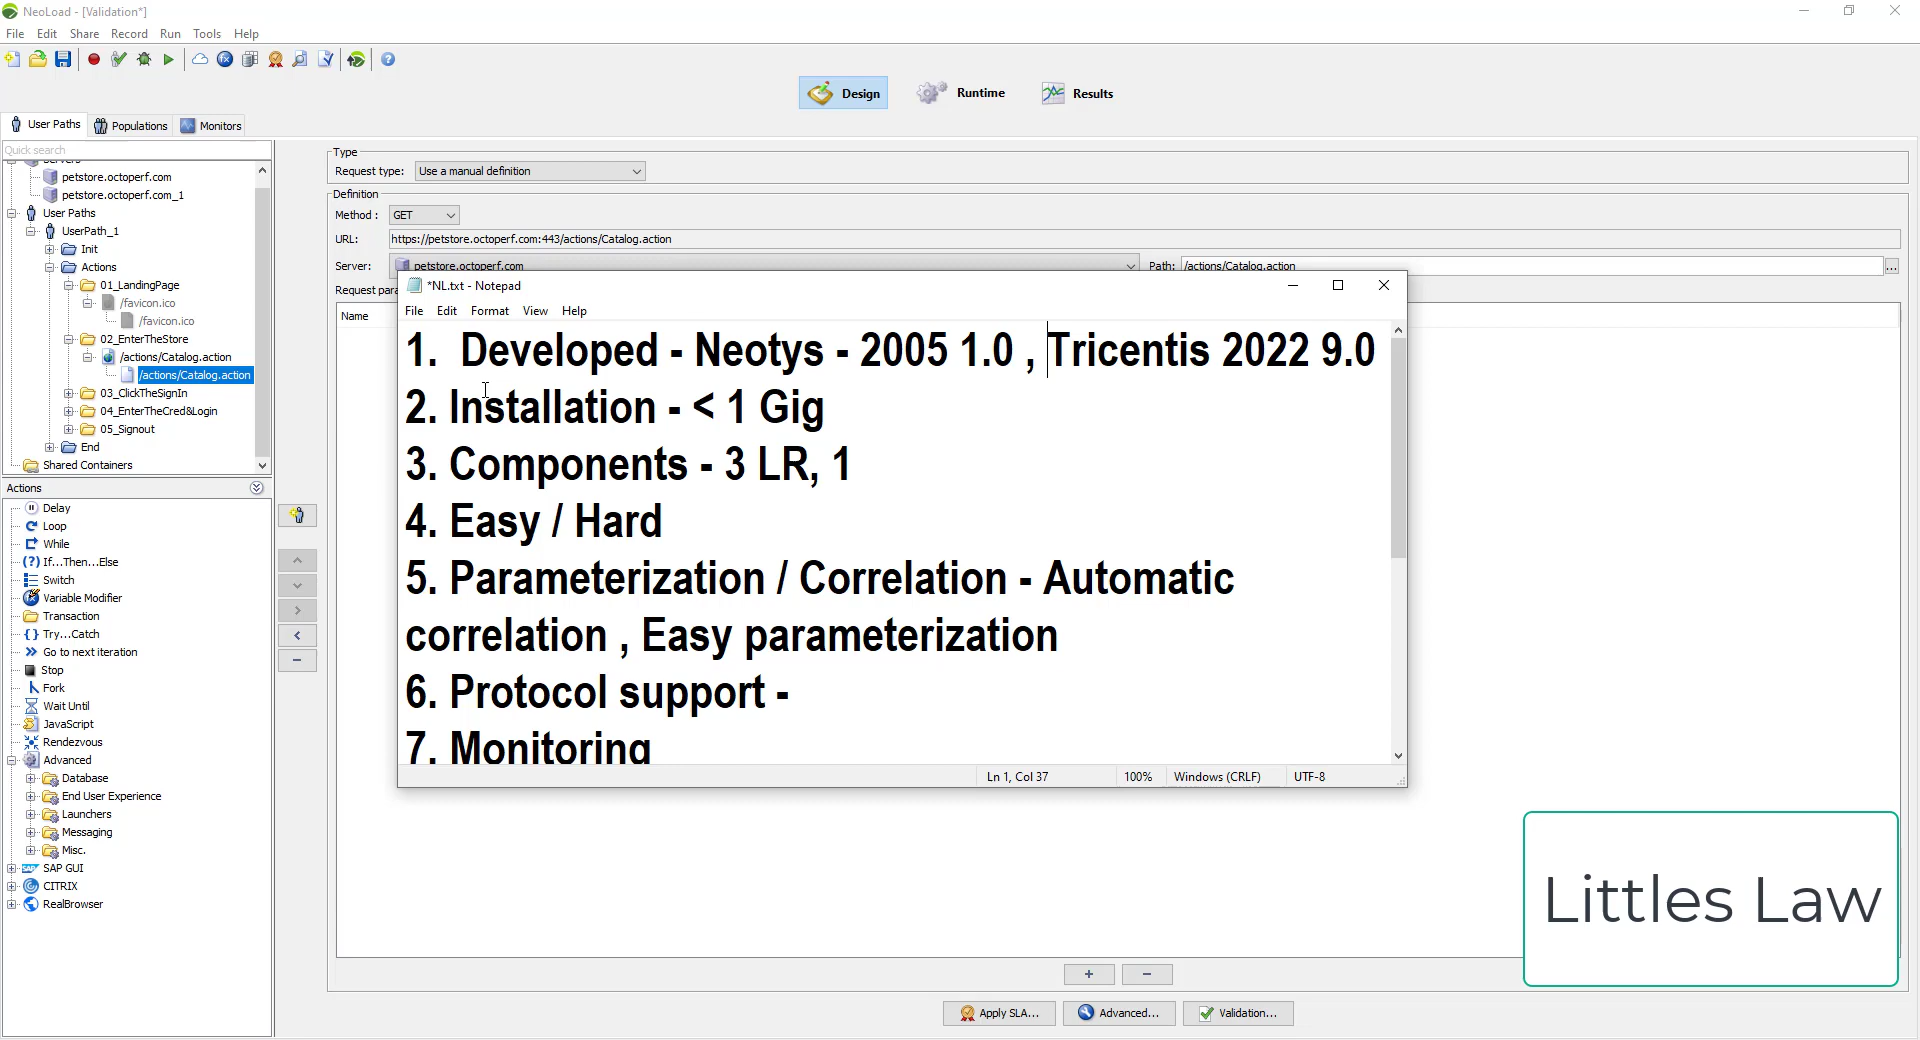 NeoLoad - [Validation*]
File Edit Share Record Run Tools Help
Design Runtime Results
User Paths Populations Monitors
Quick search
petstore.octoperf.com
petstore.octoperf.com_1
User Paths
UserPath_1
Init
Actions
01_LandingPage
/favicon.ico
/favicon.ico
02_EnterTheStore
/actions/Catalog.action
/actions/Catalog.action
03_ClickTheSignIn
04_EnterTheCred&Login
05_Signout
End
Shared Containers
Actions
Delay
Loop
While
If...Then...Else
Switch
Variable Modifier
Transaction
Try...Catch
Go to next iteration
Stop
Fork
Wait Until
JavaScript
Rendezvous
Advanced
Database
End User Experience
Launchers
Messaging
Misc.
SAP GUI
CITRIX
RealBrowser
Type
Request type: Use a manual definition
Definition
Method : GET
URL: https://petstore.octoperf.com:443/actions/Catalog.action
Server: petstore.octoperf.com Path: /actions/Catalog.action ...
Request para
Name
*NL.txt - Notepad
File Edit Format View Help
1. Developed - Neotys - 2005 1.0 , Tricentis 2022 9.0
2. Installation - < 1 Gig
3. Components - 3 LR, 1
4. Easy / Hard
5. Parameterization / Correlation - Automatic
correlation , Easy parameterization
6. Protocol support -
7. Monitoring
Ln 1, Col 37 100% Windows (CRLF) UTF-8
Littles Law
Apply SLA... Advanced... Validation...